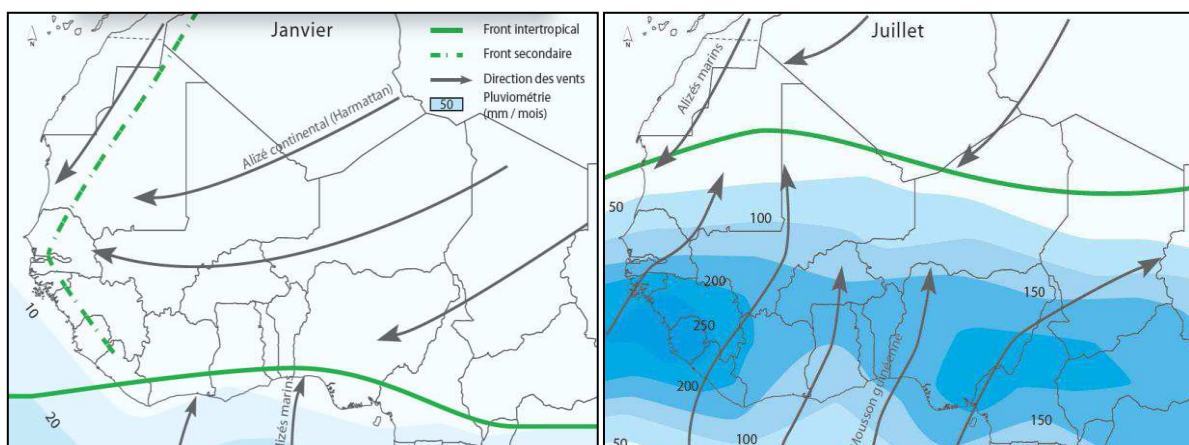 Janvier
N
Front intertropical
Front secondaire
Direction des vents
50
Pluviométrie
(mm / mois)
Alizé continental (Harmattan)
10
20
Alizés marins
Juillet
N
Alizés marins
50
100
200
250
150
200
Mousson guinéenne
150
100
50